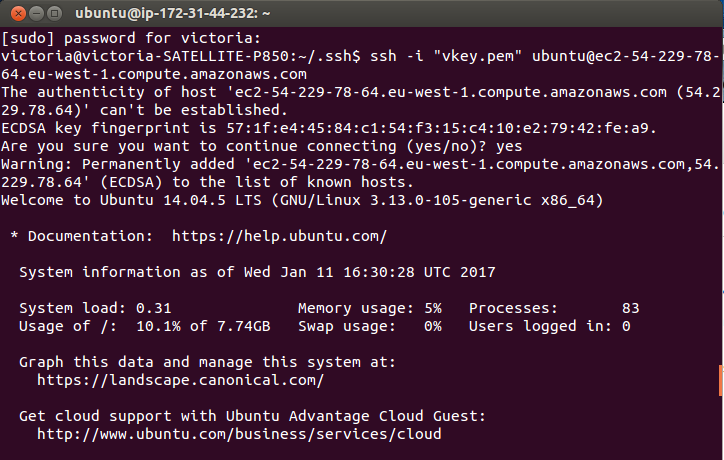 ubuntu@ip-172-31-44-232: ~
[sudo] password for victoria:
victoria@victoria-SATELLITE-P850:~/.ssh$ ssh -i "vkey.pem" ubuntu@ec2-54-229-78-
64.eu-west-1.compute.amazonaws.com
The authenticity of host 'ec2-54-229-78-64.eu-west-1.compute.amazonaws.com (54.2
29.78.64)' can't be established.
ECDSA key fingerprint is 57:1f:e4:45:84:c1:54:f3:15:c4:10:e2:79:42:fe:a9.
Are you sure you want to continue connecting (yes/no)? yes
Warning: Permanently added 'ec2-54-229-78-64.eu-west-1.compute.amazonaws.com,54.
229.78.64' (ECDSA) to the list of known hosts.
Welcome to Ubuntu 14.04.5 LTS (GNU/Linux 3.13.0-105-generic x86_64)
* Documentation:  https://help.ubuntu.com/
System information as of Wed Jan 11 16:30:28 UTC 2017
System load: 0.31 Memory usage: 5% Processes: 83
Usage of /: 10.1% of 7.74GB Swap usage: 0% Users logged in: 0
Graph this data and manage this system at:
https://landscape.canonical.com/
Get cloud support with Ubuntu Advantage Cloud Guest:
http://www.ubuntu.com/business/services/cloud